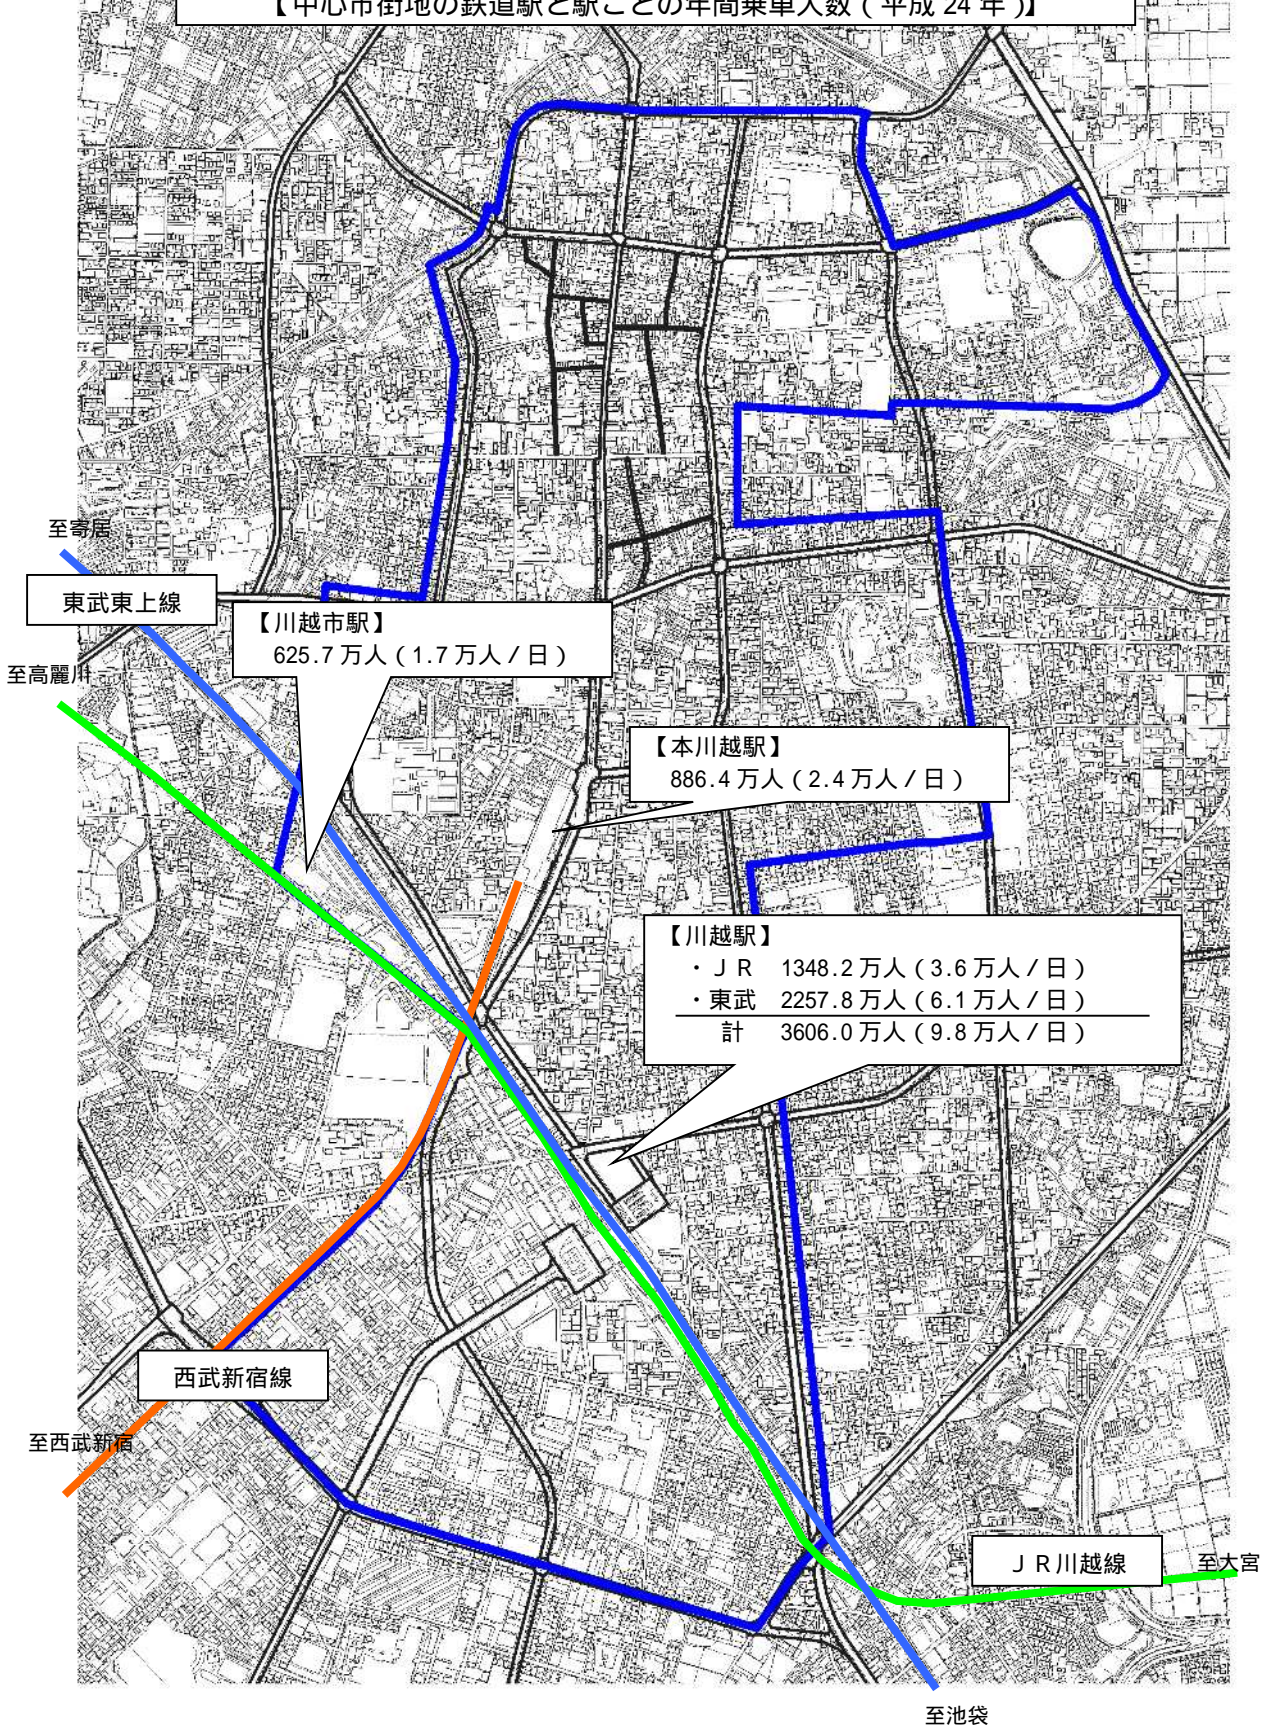 【中心市街地の鉄道駅と駅ごとの年間乗車人数（平成24年）】
至寄居
東武東上線
【川越市駅】
625.7万人（1.7万人／日）
至高麗川
【本川越駅】
886.4万人（2.4万人／日）
【川越駅】
・ＪＲ 1348.2万人（3.6万人／日）
・東武 2257.8万人（6.1万人／日）
計 3606.0万人（9.8万人／日）
西武新宿線
至西武新宿
ＪＲ川越線
至大宮
至池袋